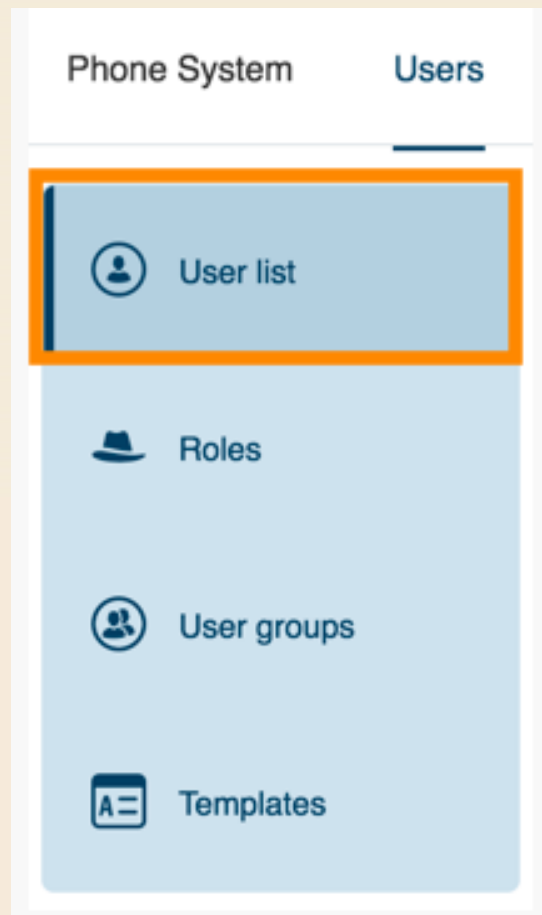 Phone System Users
User list
Roles
User groups
A
Templates